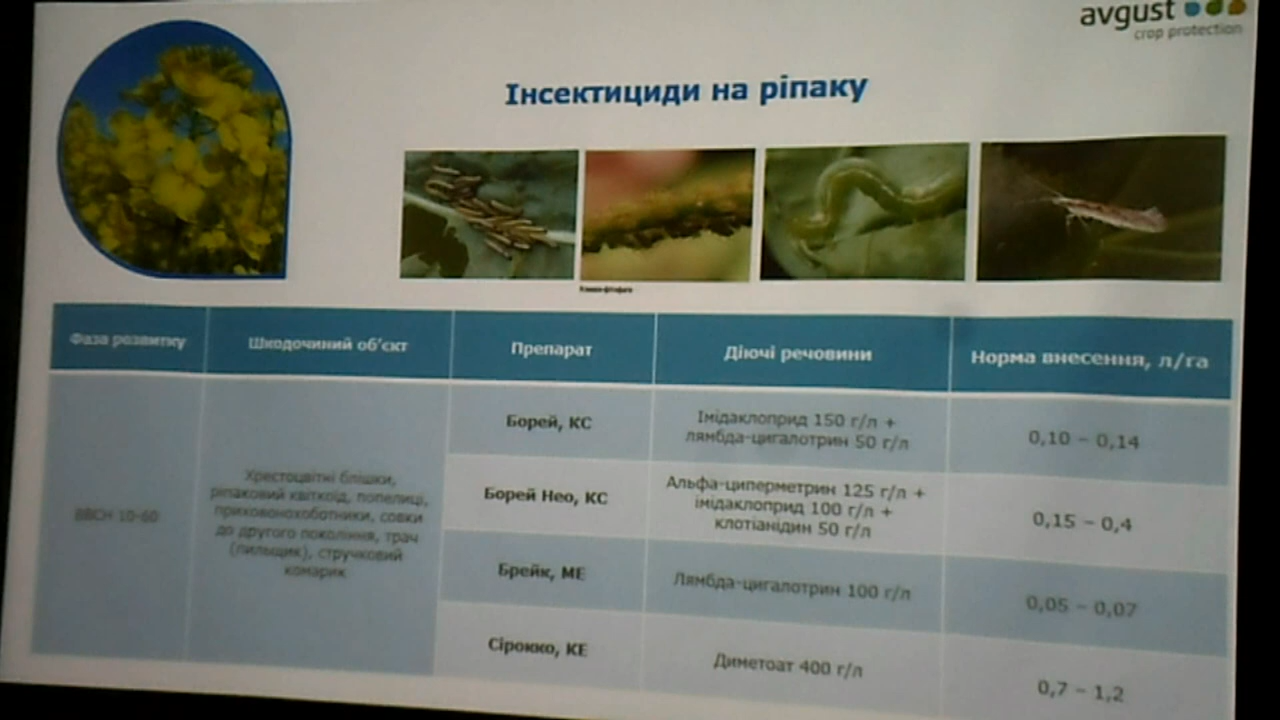 avgust
crop protection
Інсектициди на ріпаку
Фаза розвитку
Шкодочиний об'єкт
Препарат
Діючі речовини
Норма внесення, л/га
ВВСН 10-60
Хрестоцвітні блішки,
ріпаковий квіткоїд, попелиці,
прихованохоботники, совки
до другого покоління, трач
(пильщик), стручковий
комарик
Борей, КС
Імідаклоприд 150 г/л +
лямбда-цигалотрин 50 г/л
0,10 – 0,14
Борей Нео, КС
Альфа-циперметрин 125 г/л +
імідаклоприд 100 г/л +
клотіанідин 50 г/л
0,15 – 0,4
Брейк, МЕ
Лямбда-цигалотрин 100 г/л
0,05 – 0,07
Сірокко, КЕ
Диметоат 400 г/л
0,7 – 1,2